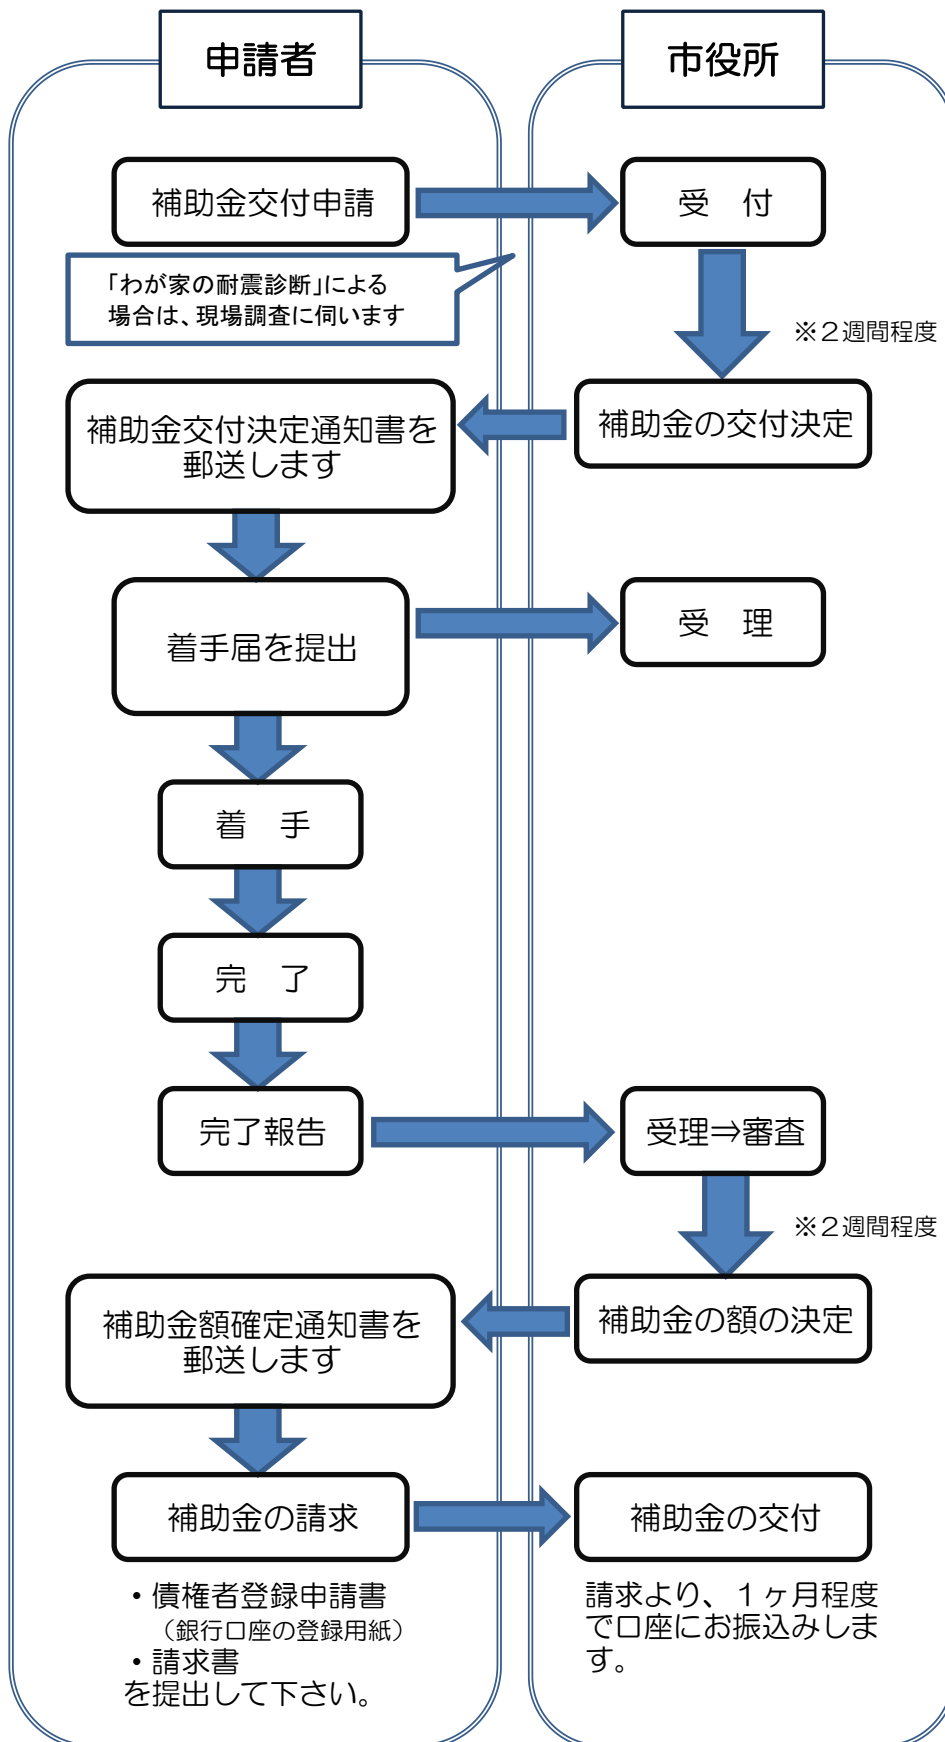 申請者
市役所
補助金交付申請
受　付
「わが家の耐震診断」による
場合は、現場調査に伺います
※２週間程度
補助金の交付決定
補助金交付決定通知書を
郵送します
着手届を提出
受　理
着　手
完　了
完了報告
受理⇒審査
※２週間程度
補助金の額の決定
補助金額確定通知書を
郵送します
補助金の請求
補助金の交付
・債権者登録申請書
（銀行口座の登録用紙）
・請求書
を提出して下さい。
請求より、１ヶ月程度
で口座にお振込みしま
す。